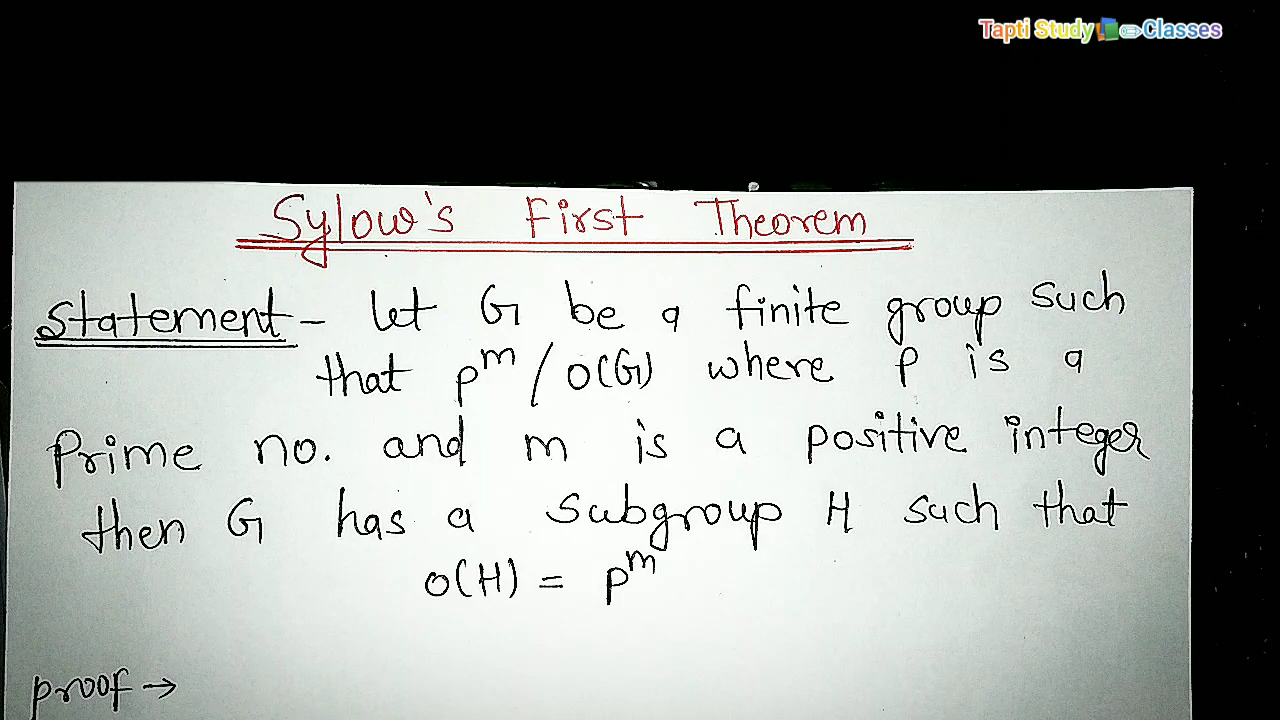 Tapti Study Classes
Sylow's First Theorem
Statement - Let G be a finite group such
that p^m / O(G) where P is a
Prime no. and m is a positive integer
then G has a subgroup H such that
O(H) = p^m
proof →